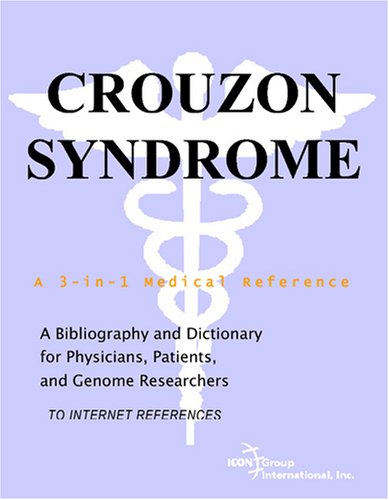 CROUZON
SYNDROME
A 3-in-1 Medical Reference
A Bibliography and Dictionary
for Physicians, Patients,
and Genome Researchers
TO INTERNET REFERENCES
ICON Group
International, Inc.